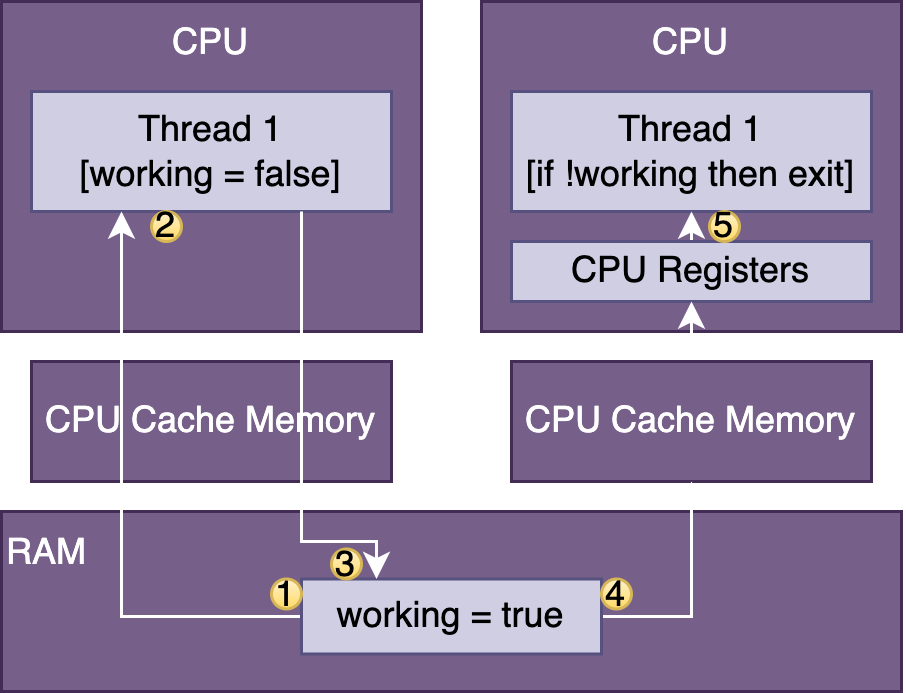 CPU
Thread 1
[working = false]
2
CPU Cache Memory
CPU
Thread 1
[if !working then exit]
5
CPU Registers
CPU Cache Memory
RAM
3
1
working = true
4